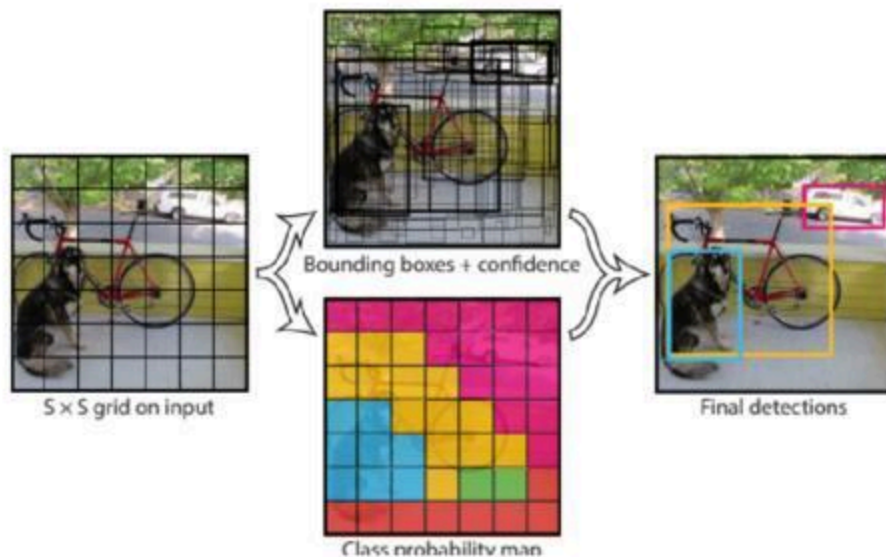 Bounding boxes + confidence
S × S grid on input
Final detections
Class probability map